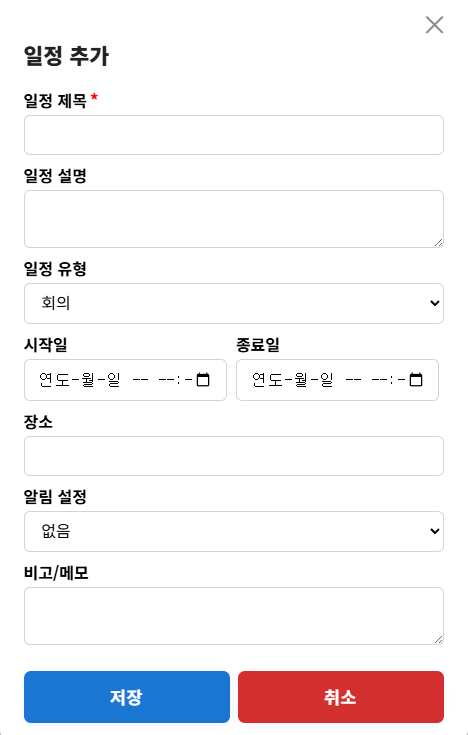 일정 추가
일정 제목 *
일정 설명
일정 유형
회의
시작일 종료일
연도-월-일 -- --:-- 연도-월-일 -- --:--
장소
알림 설정
없음
비고/메모
저장 취소